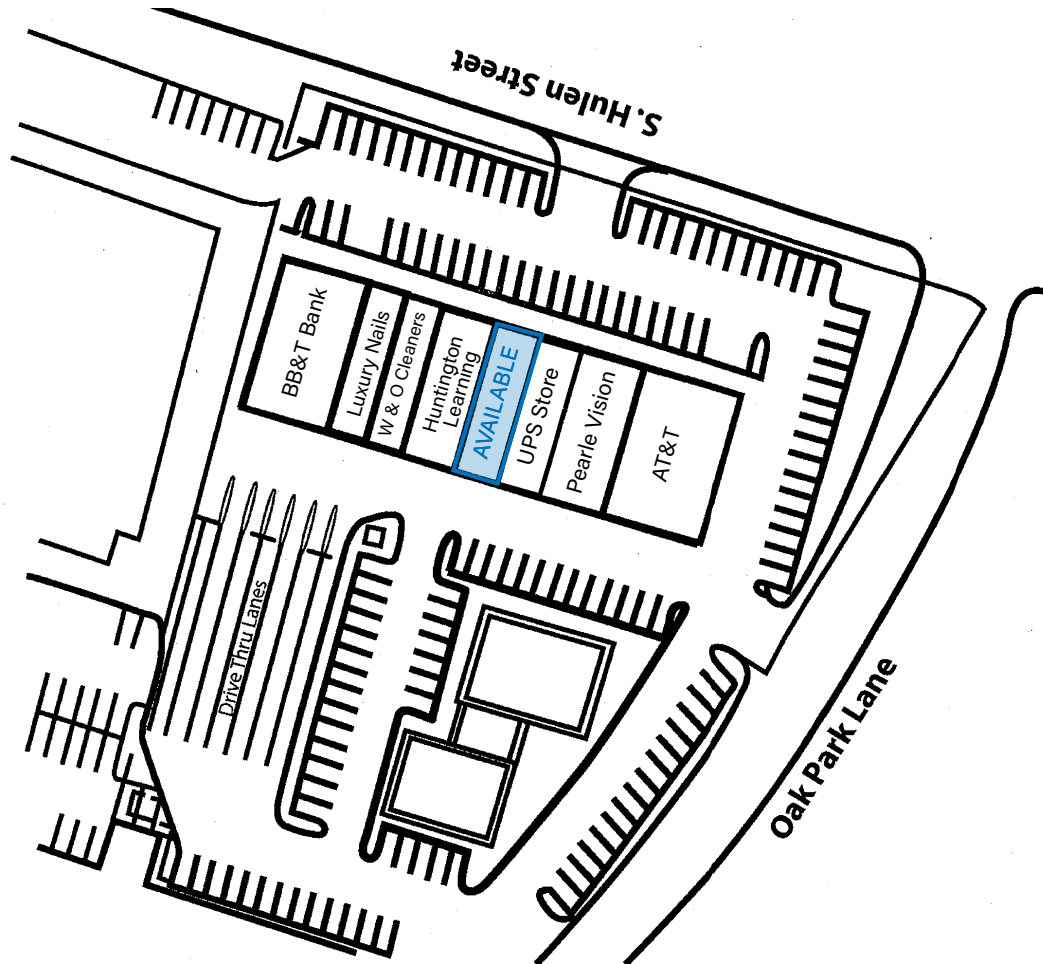 S. Hulen Street
BB&T Bank
Luxury Nails
W & O Cleaners
Huntington
Learning
AVAILABLE
UPS Store
Pearle Vision
AT&T
Drive Thru Lanes
Oak Park Lane